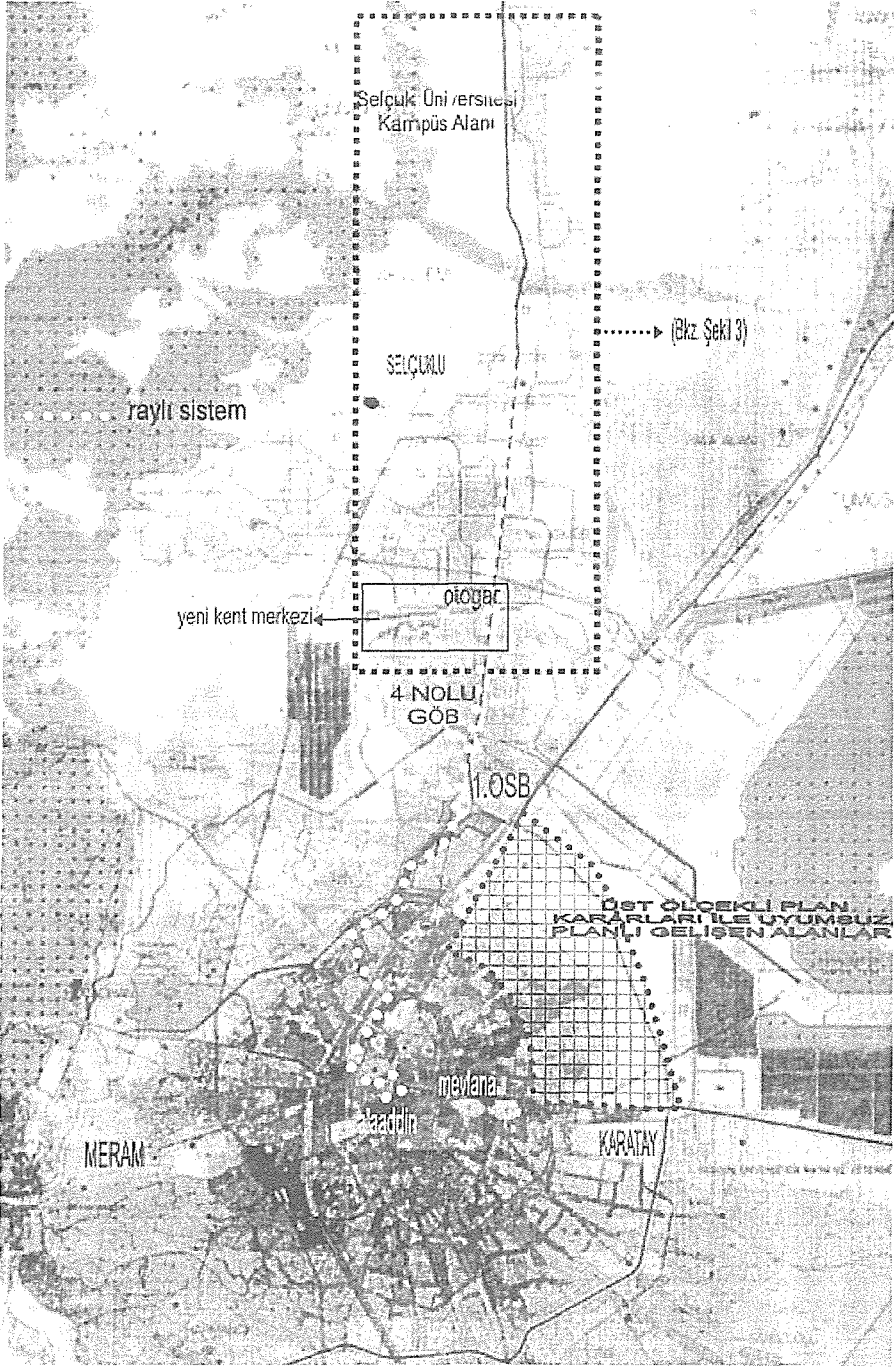 Selçuk Üniversitesi
Kampüs Alanı
(Bkz. Şekil 3)
SELÇUKLU
raylı sistem
otogar
yeni kent merkezi
4 NOLU
GÖB
1.OSB
ÜST ÖLÇEKLİ PLAN
KARARLARI İLE UYUMSUZ
PLANLI GELİŞEN ALANLAR
mevlana
alaaddin
MERAM
KARATAY